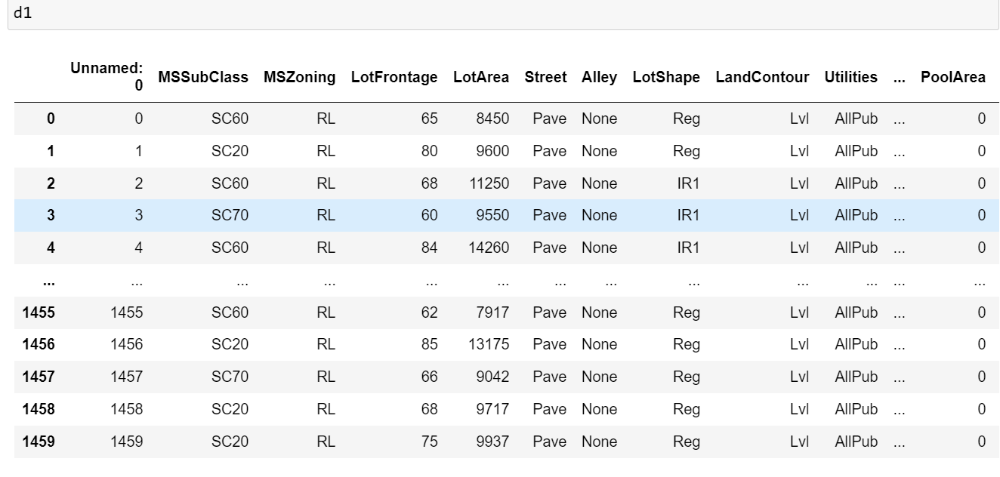 d1
Unnamed: 0 MSSubClass MSZoning LotFrontage LotArea Street Alley LotShape LandContour Utilities ... PoolArea
0 0 SC60 RL 65 8450 Pave None Reg Lvl AllPub ... 0
1 1 SC20 RL 80 9600 Pave None Reg Lvl AllPub ... 0
2 2 SC60 RL 68 11250 Pave None IR1 Lvl AllPub ... 0
3 3 SC70 RL 60 9550 Pave None IR1 Lvl AllPub ... 0
4 4 SC60 RL 84 14260 Pave None IR1 Lvl AllPub ... 0
... ... ... ... ... ... ... ... ... ... ... ... ...
1455 1455 SC60 RL 62 7917 Pave None Reg Lvl AllPub ... 0
1456 1456 SC20 RL 85 13175 Pave None Reg Lvl AllPub ... 0
1457 1457 SC70 RL 66 9042 Pave None Reg Lvl AllPub ... 0
1458 1458 SC20 RL 68 9717 Pave None Reg Lvl AllPub ... 0
1459 1459 SC20 RL 75 9937 Pave None Reg Lvl AllPub ... 0